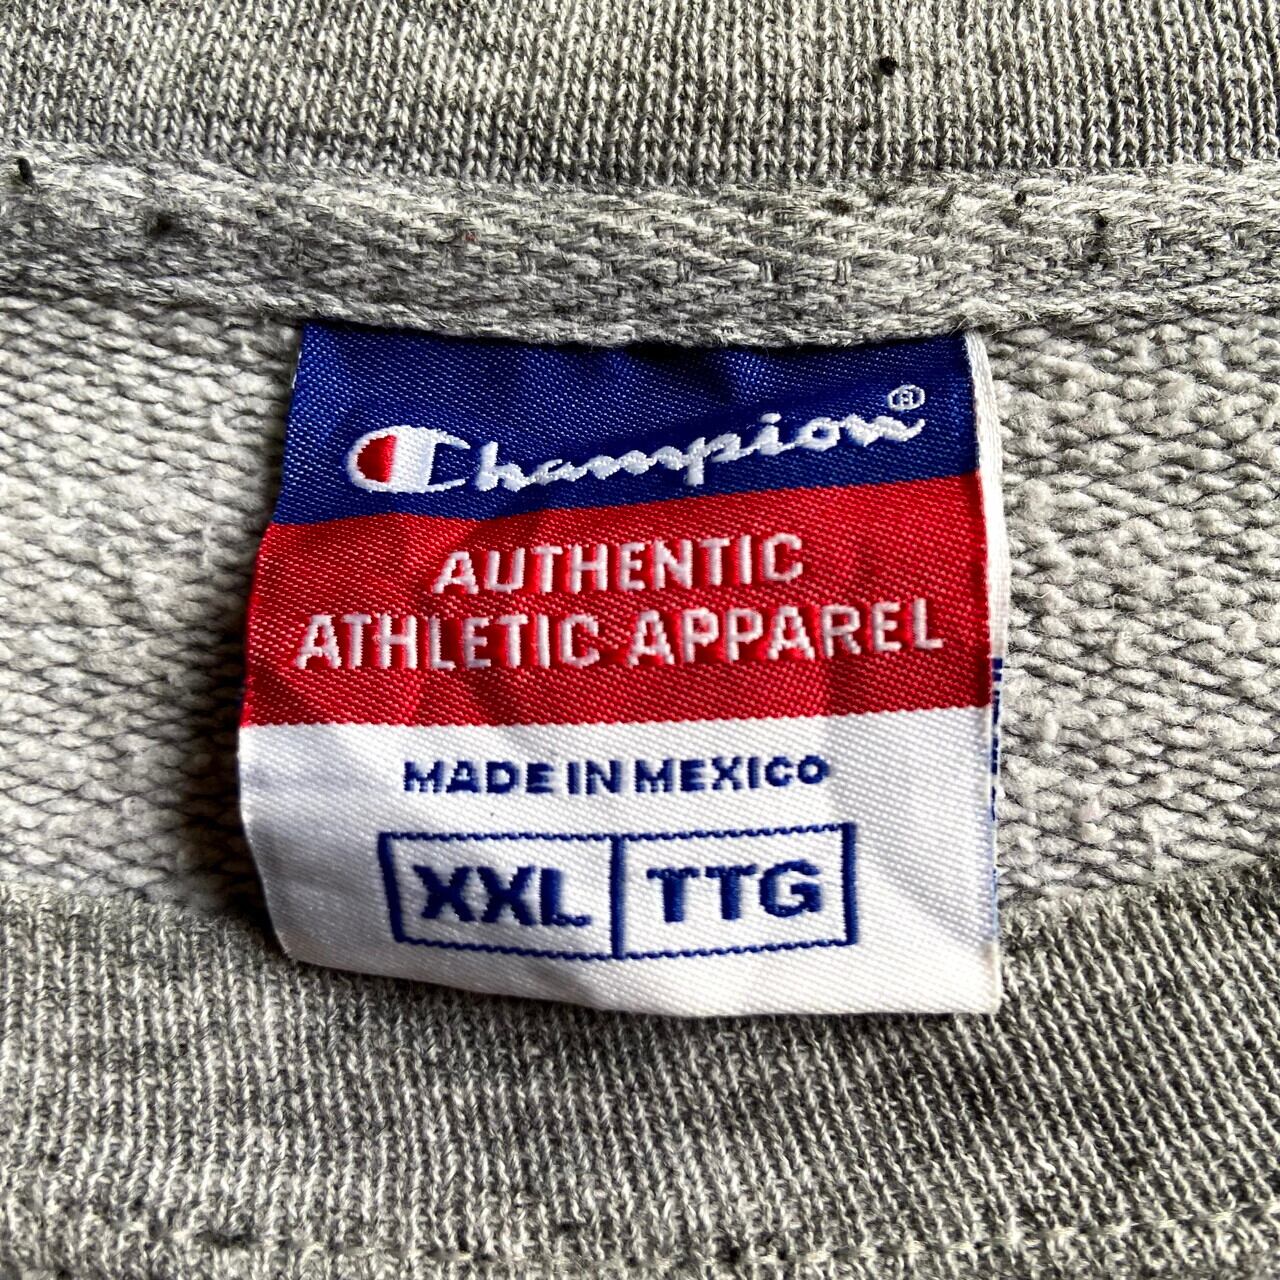 Champion®
AUTHENTIC
ATHLETIC APPAREL
MADE IN MEXICO
XXL TTG